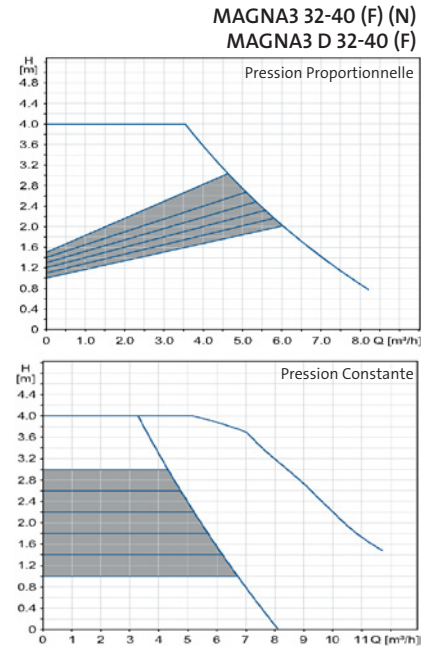 MAGNA3 32-40 (F) (N)
MAGNA3 D 32-40 (F)
H
[m]
Pression Proportionnelle
4.8
4.4
4.0
3.6
3.2
2.8
2.4
2.0
1.6
1.2
0.8
0.4
0
0 1.0 2.0 3.0 4.0 5.0 6.0 7.0 8.0 Q [m³/h]
H
[m]
Pression Constante
4.4
4.0
3.6
3.2
2.8
2.4
2.0
1.6
1.2
0.8
0.4
0
0 1 2 3 4 5 6 7 8 9 10 11 Q [m³/h]